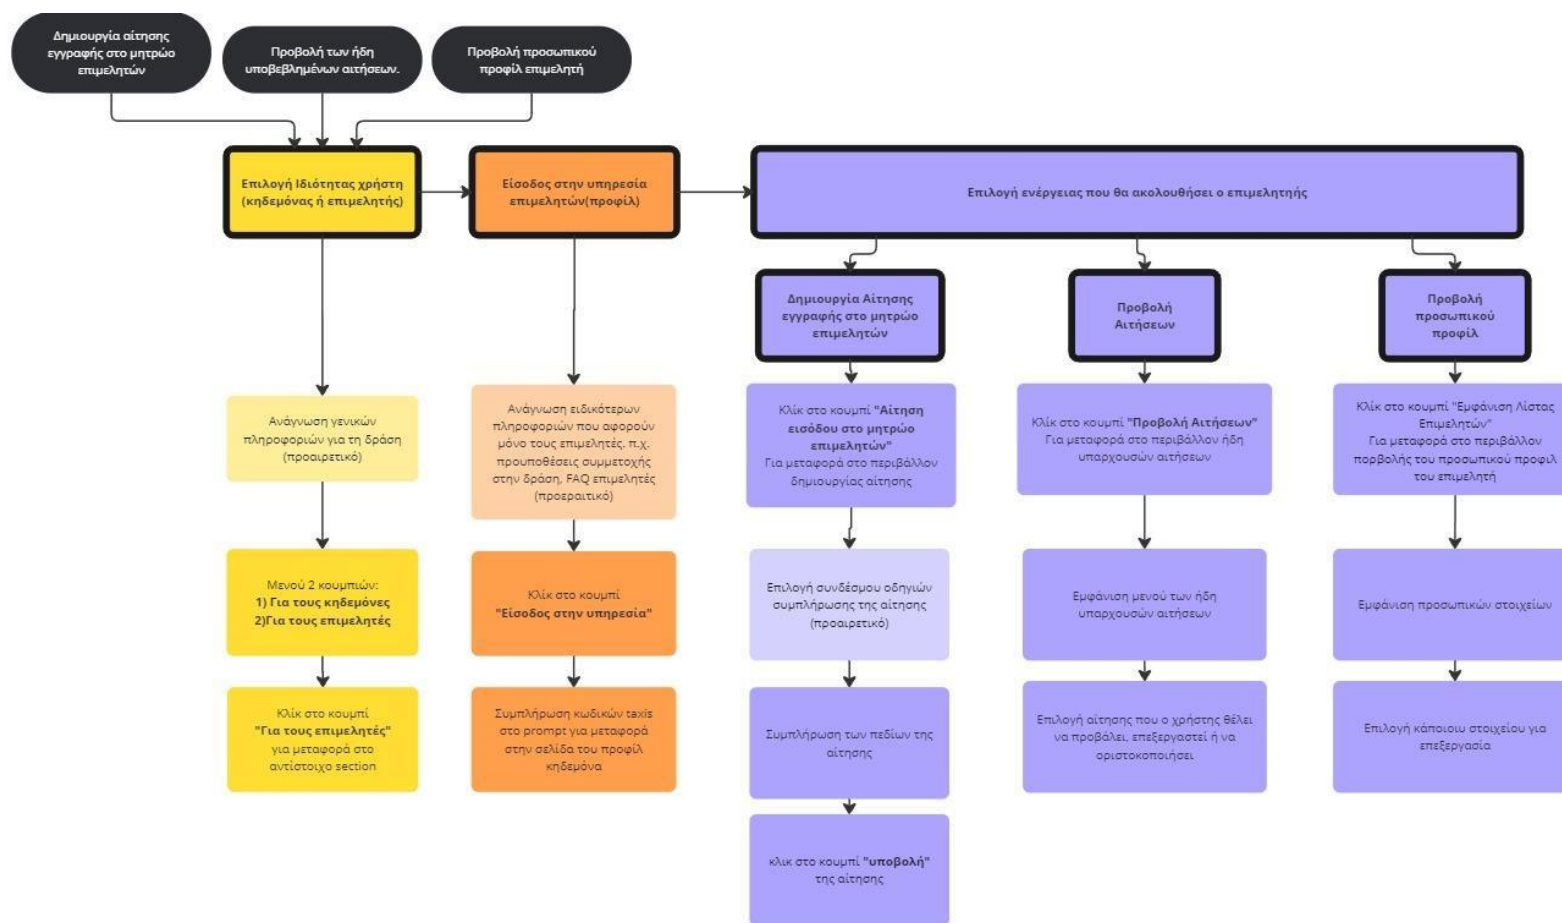 Δημιουργία αίτησης
εγγραφής στο μητρώο
επιμελητών
Προβολή των ήδη
υποβεβλημένων αιτήσεων.
Προβολή προσωπικού
προφίλ επιμελητή
Επιλογή Ιδιότητας χρήστη
(κηδεμόνας ή επιμελητής)
Είσοδος στην υπηρεσία
επιμελητών(προφίλ)
Επιλογή ενέργειας που θα ακολουθήσει ο επιμελητηής
Δημιουργία Αίτησης
εγγραφής στο μητρώο
επιμελητών
Προβολή
Αιτήσεων
Προβολή
προσωπικού
προφίλ
Ανάγνωση γενικών
πληροφοριών για τη δράση
(προαιρετικό)
Ανάγνωση ειδικότερων
πληροφοριών που αφορούν
μόνο τους επιμελητές. π.χ.
προυποθέσεις συμμετοχής
στην δράση, FAQ επιμελητές
(προεραιτικό)
Κλίκ στο κουμπί "Αίτηση
εισόδου στο μητρώο
επιμελητών"
Για μεταφορά στο περιβάλλον
δημιουργίας αίτησης
Κλίκ στο κουμπί "Προβολή Αιτήσεων"
Για μεταφορά στο περιβάλλον ήδη
υπαρχουσών αιτήσεων
Κλίκ στο κουμπί "Εμφάνιση Λίστας
Επιμελητών"
Για μεταφορά στο περιβάλλον
πορβολής του προσωπικού προφιλ
του επιμελητή
Μενού 2 κουμπιών:
1) Για τους κηδεμόνες
2)Για τους επιμελητές
Κλίκ στο κουμπί
"Είσοδος στην υπηρεσία"
Επιλογή συνδέσμου οδηγιών
συμπλήρωσης της αίτησης
(προαιρετικό)
Εμφάνιση μενού των ήδη
υπαρχουσών αιτήσεων
Εμφάνιση προσωπικών στοιχείων
Κλίκ στο κουμπί
"Για τους επιμελητές"
για μεταφορά στο
αντίστοιχο section
Συμπλήρωση κωδικών taxis
στο prompt για μεταφορά
στην σελίδα του προφίλ
κηδεμόνα
Συμπλήρωση των πεδίων της
αίτησης
Επιλογή αίτησης που ο χρήστης θέλει
να προβάλει, επεξεργαστεί ή να
οριστοκοποιήσει
Επιλογή κάποιου στοιχείου για
επεξεργασία
κλικ στο κουμπί "υποβολή"
της αίτησης